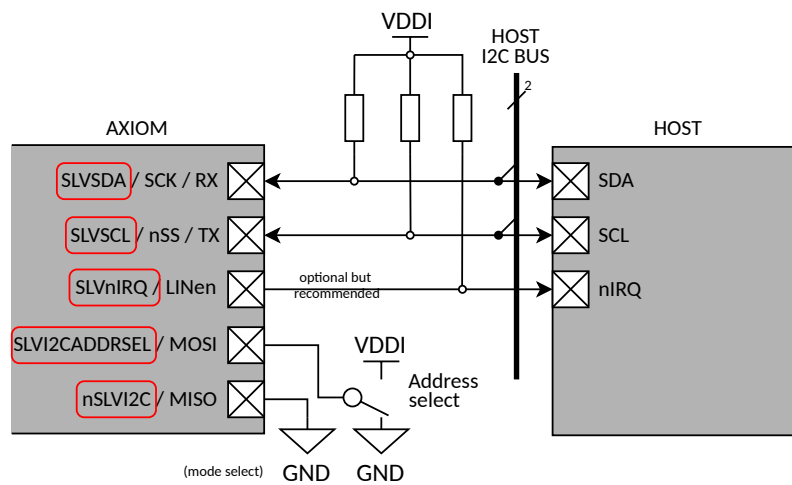 VDDI
HOST
I2C BUS
2
AXIOM
HOST
SLVSDA / SCK / RX
SDA
SLVSCL / nSS / TX
SCL
SLVnIRQ / LINen
optional but
recommended
nIRQ
SLVI2CADDRSEL / MOSI
VDDI
Address
select
nSLVI2C / MISO
(mode select)
GND
GND